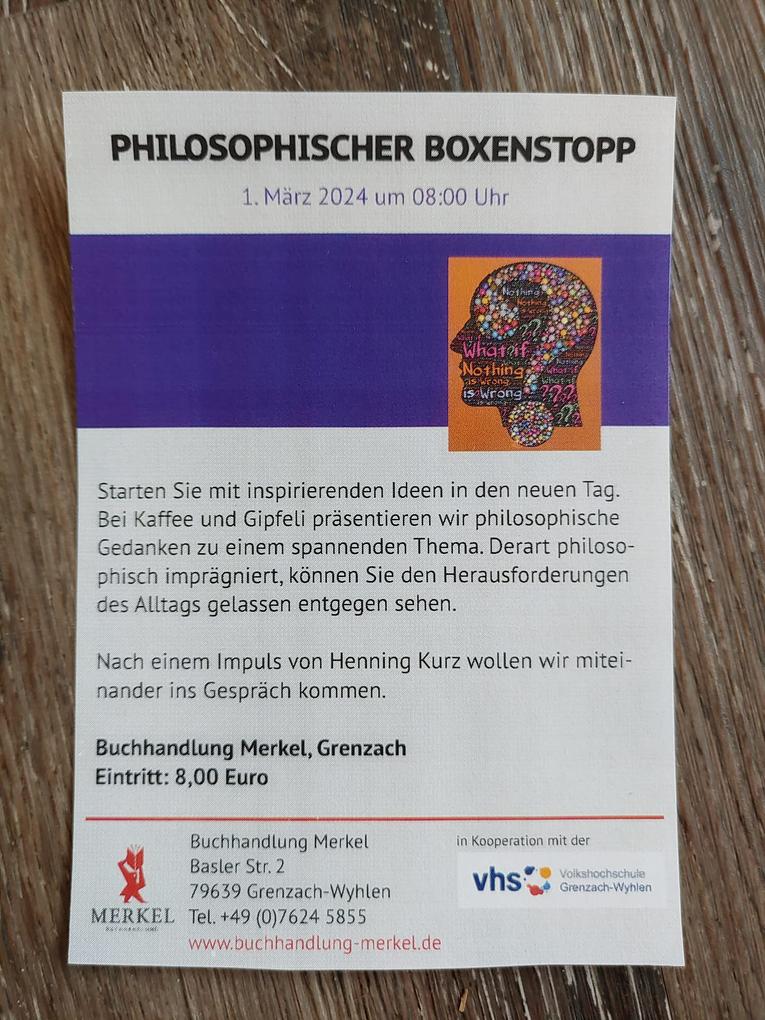 PHILOSOPHISCHER BOXENSTOPP
1. März 2024 um 08:00 Uhr
Nothing
What if
Nothing
is Wrong
is Wrong
Starten Sie mit inspirierenden Ideen in den neuen Tag.
Bei Kaffee und Gipfeli präsentieren wir philosophische
Gedanken zu einem spannenden Thema. Derart philoso-
phisch imprägniert, können Sie den Herausforderungen
des Alltags gelassen entgegen sehen.
Nach einem Impuls von Henning Kurz wollen wir mitei-
nander ins Gespräch kommen.
Buchhandlung Merkel, Grenzach
Eintritt: 8,00 Euro
MERKEL
Buchhandlung Merkel
Basler Str. 2
79639 Grenzach-Wyhlen
Tel. +49 (0)7624 5855
www.buchhandlung-merkel.de
in Kooperation mit der
vhs
Volkshochschule
Grenzach-Wyhlen